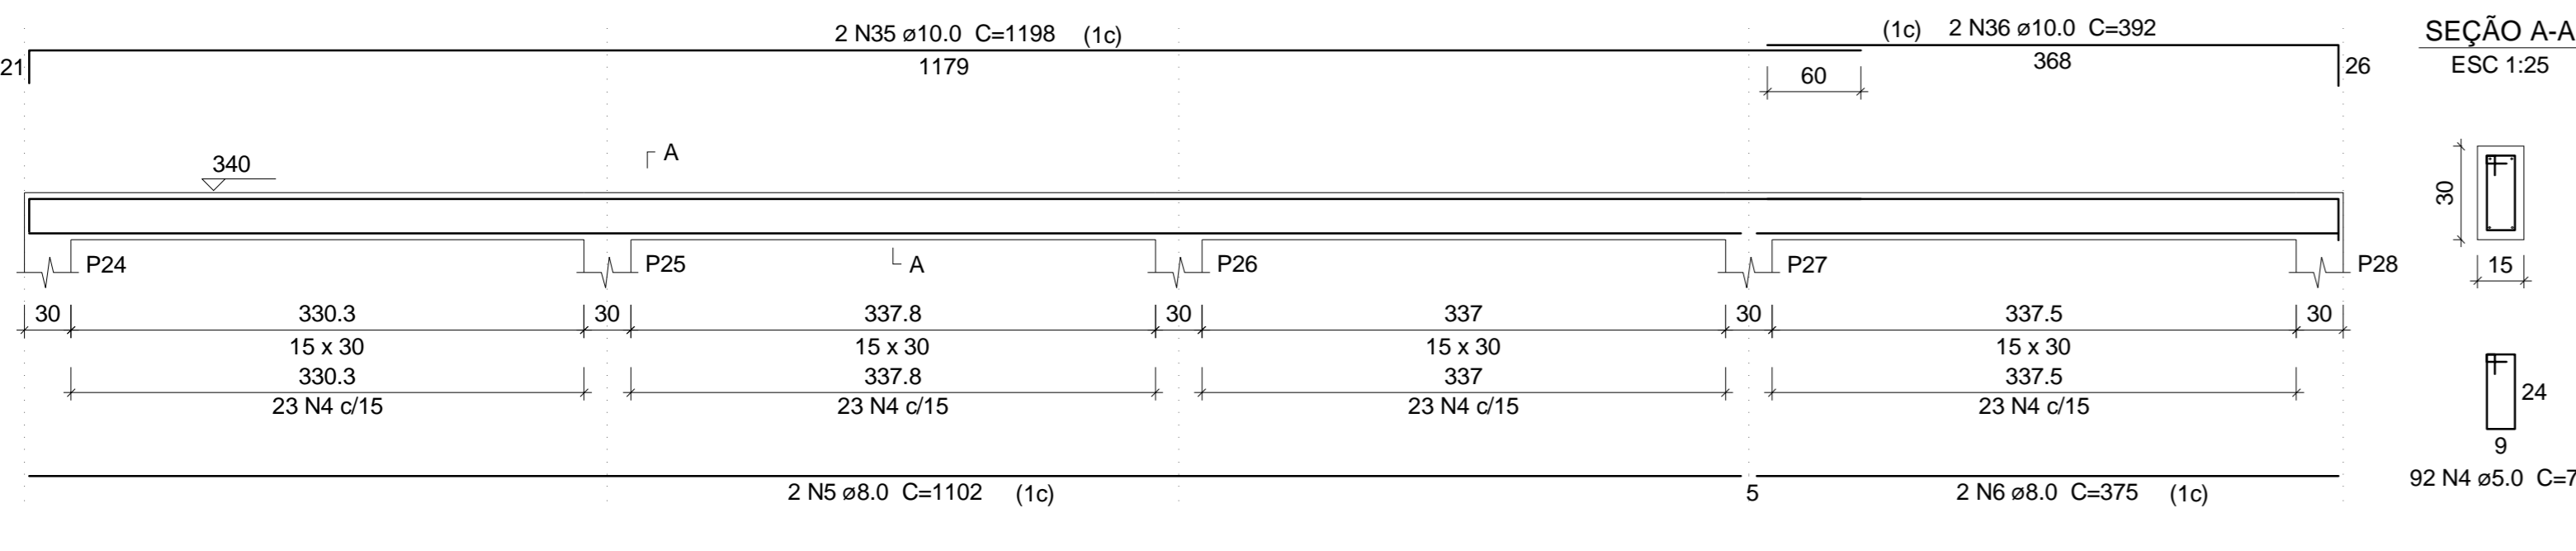 2 N35 ø10.0 C=1198 (1c)
(1c) 2 N36 ø10.0 C=392
SEÇÃO A-A
21
1179
368
26
ESC 1:25
60
A
340
30
P24
P25
A
P26
P27
P28
15
30 330.3 30 337.8 30 337 30 337.5 30
15 x 30 15 x 30 15 x 30 15 x 30
330.3 337.8 337 337.5
23 N4 c/15 23 N4 c/15 23 N4 c/15 23 N4 c/15
24
9
92 N4 ø5.0 C=7
2 N5 ø8.0 C=1102 (1c)
5
2 N6 ø8.0 C=375 (1c)